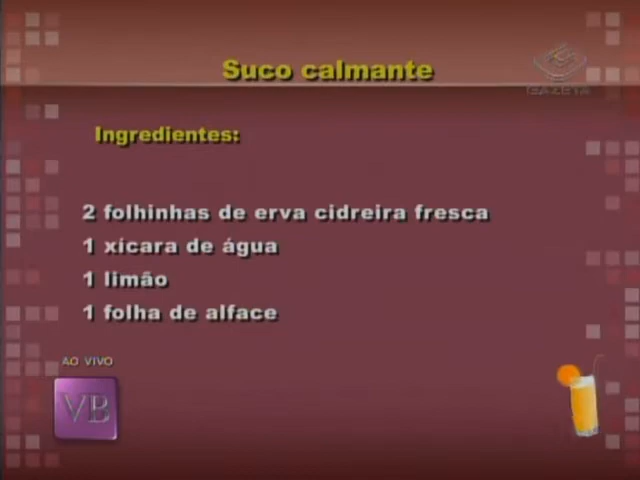 Suco calmante
GAZETA
Ingredientes:
2 folhinhas de erva cidreira fresca
1 xícara de água
1 limão
1 folha de alface
AO VIVO
VB